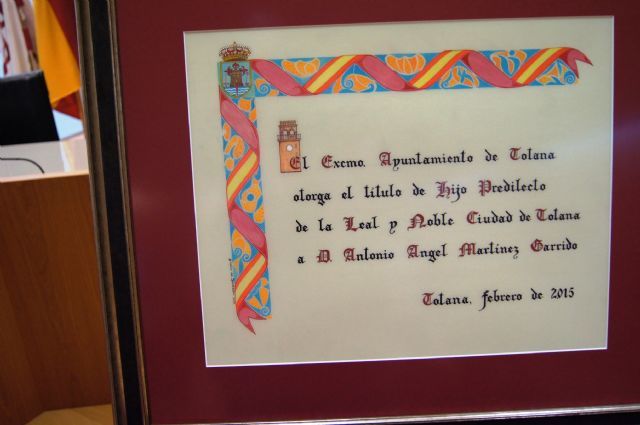 El Excmo. Ayuntamiento de Totana
otorga el título de Hijo Predilecto
de la Leal y Noble Ciudad de Totana
a D. Antonio Angel Martínez Garrido
Totana, febrero de 2015